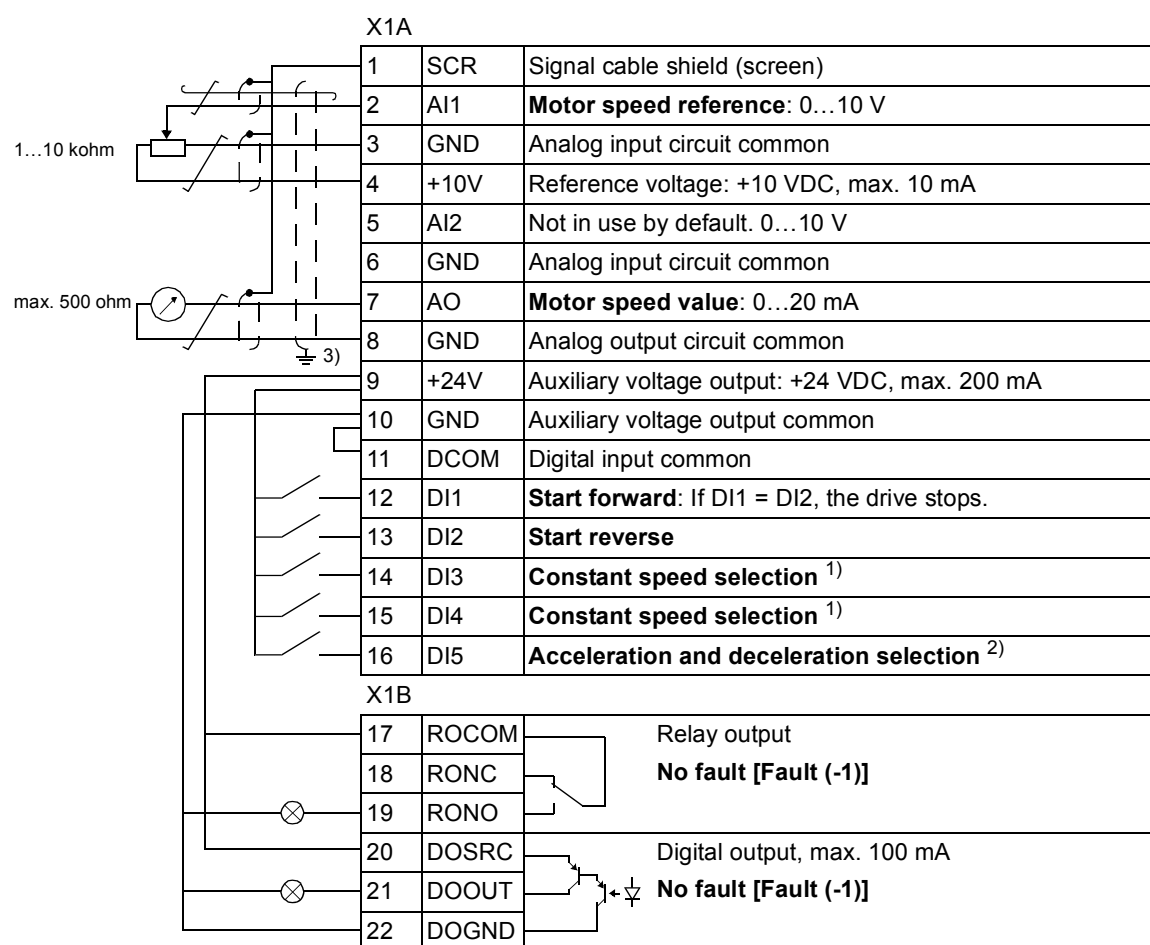 X1A
1 SCR Signal cable shield (screen)
2 AI1 Motor speed reference: 0…10 V
1…10 kohm
3 GND Analog input circuit common
4 +10V Reference voltage: +10 VDC, max. 10 mA
5 AI2 Not in use by default. 0…10 V
6 GND Analog input circuit common
max. 500 ohm
7 AO Motor speed value: 0…20 mA
8 GND Analog output circuit common
3)
9 +24V Auxiliary voltage output: +24 VDC, max. 200 mA
10 GND Auxiliary voltage output common
11 DCOM Digital input common
12 DI1 Start forward: If DI1 = DI2, the drive stops.
13 DI2 Start reverse
14 DI3 Constant speed selection 1)
15 DI4 Constant speed selection 1)
16 DI5 Acceleration and deceleration selection 2)
X1B
17 ROCOM Relay output
18 RONC No fault [Fault (-1)]
19 RONO
20 DOSRC Digital output, max. 100 mA
21 DOOUT No fault [Fault (-1)]
22 DOGND